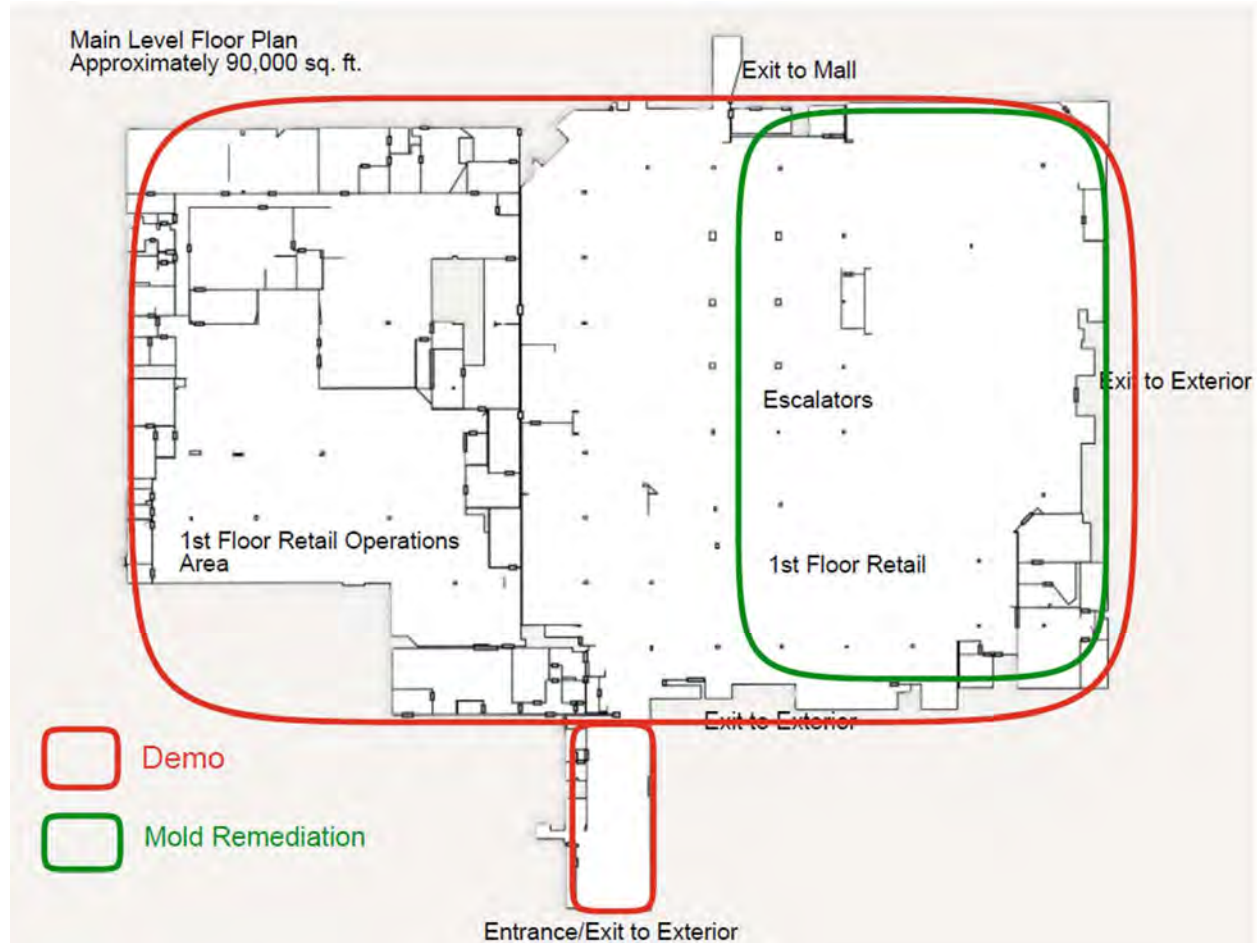 Main Level Floor Plan
Approximately 90,000 sq. ft.
Exit to Mall
Exit to Exterior
Escalators
1st Floor Retail Operations
Area
1st Floor Retail
Exit to Exterior
Demo
Mold Remediation
Entrance/Exit to Exterior